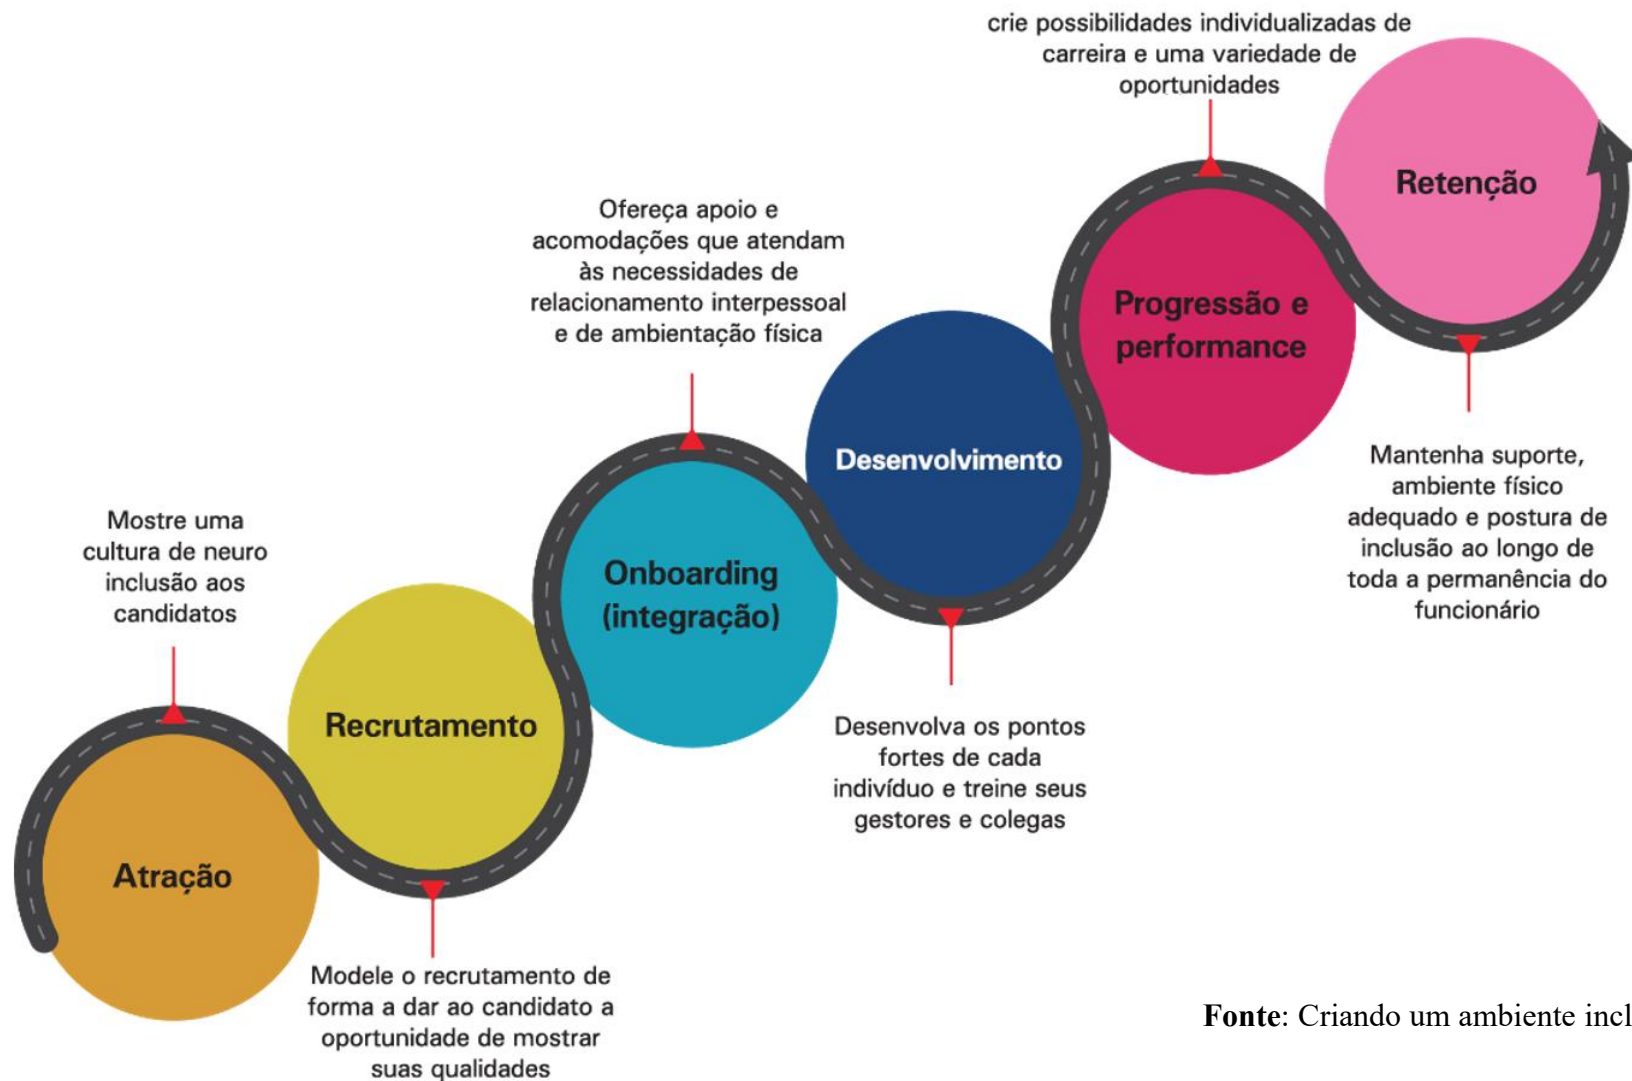 Atração
Mostre uma
cultura de neuro
inclusão aos
candidatos
Recrutamento
Modele o recrutamento de
forma a dar ao candidato a
oportunidade de mostrar
suas qualidades
Onboarding
(integração)
Ofereça apoio e
acomodações que atendam
às necessidades de
relacionamento interpessoal
e de ambientação física
Desenvolvimento
Desenvolva os pontos
fortes de cada
indivíduo e treine seus
gestores e colegas
Progressão e
performance
crie possibilidades individualizadas de
carreira e uma variedade de
oportunidades
Retenção
Mantenha suporte,
ambiente físico
adequado e postura de
inclusão ao longo de
toda a permanência do
funcionário
Fonte: Criando um ambiente incl